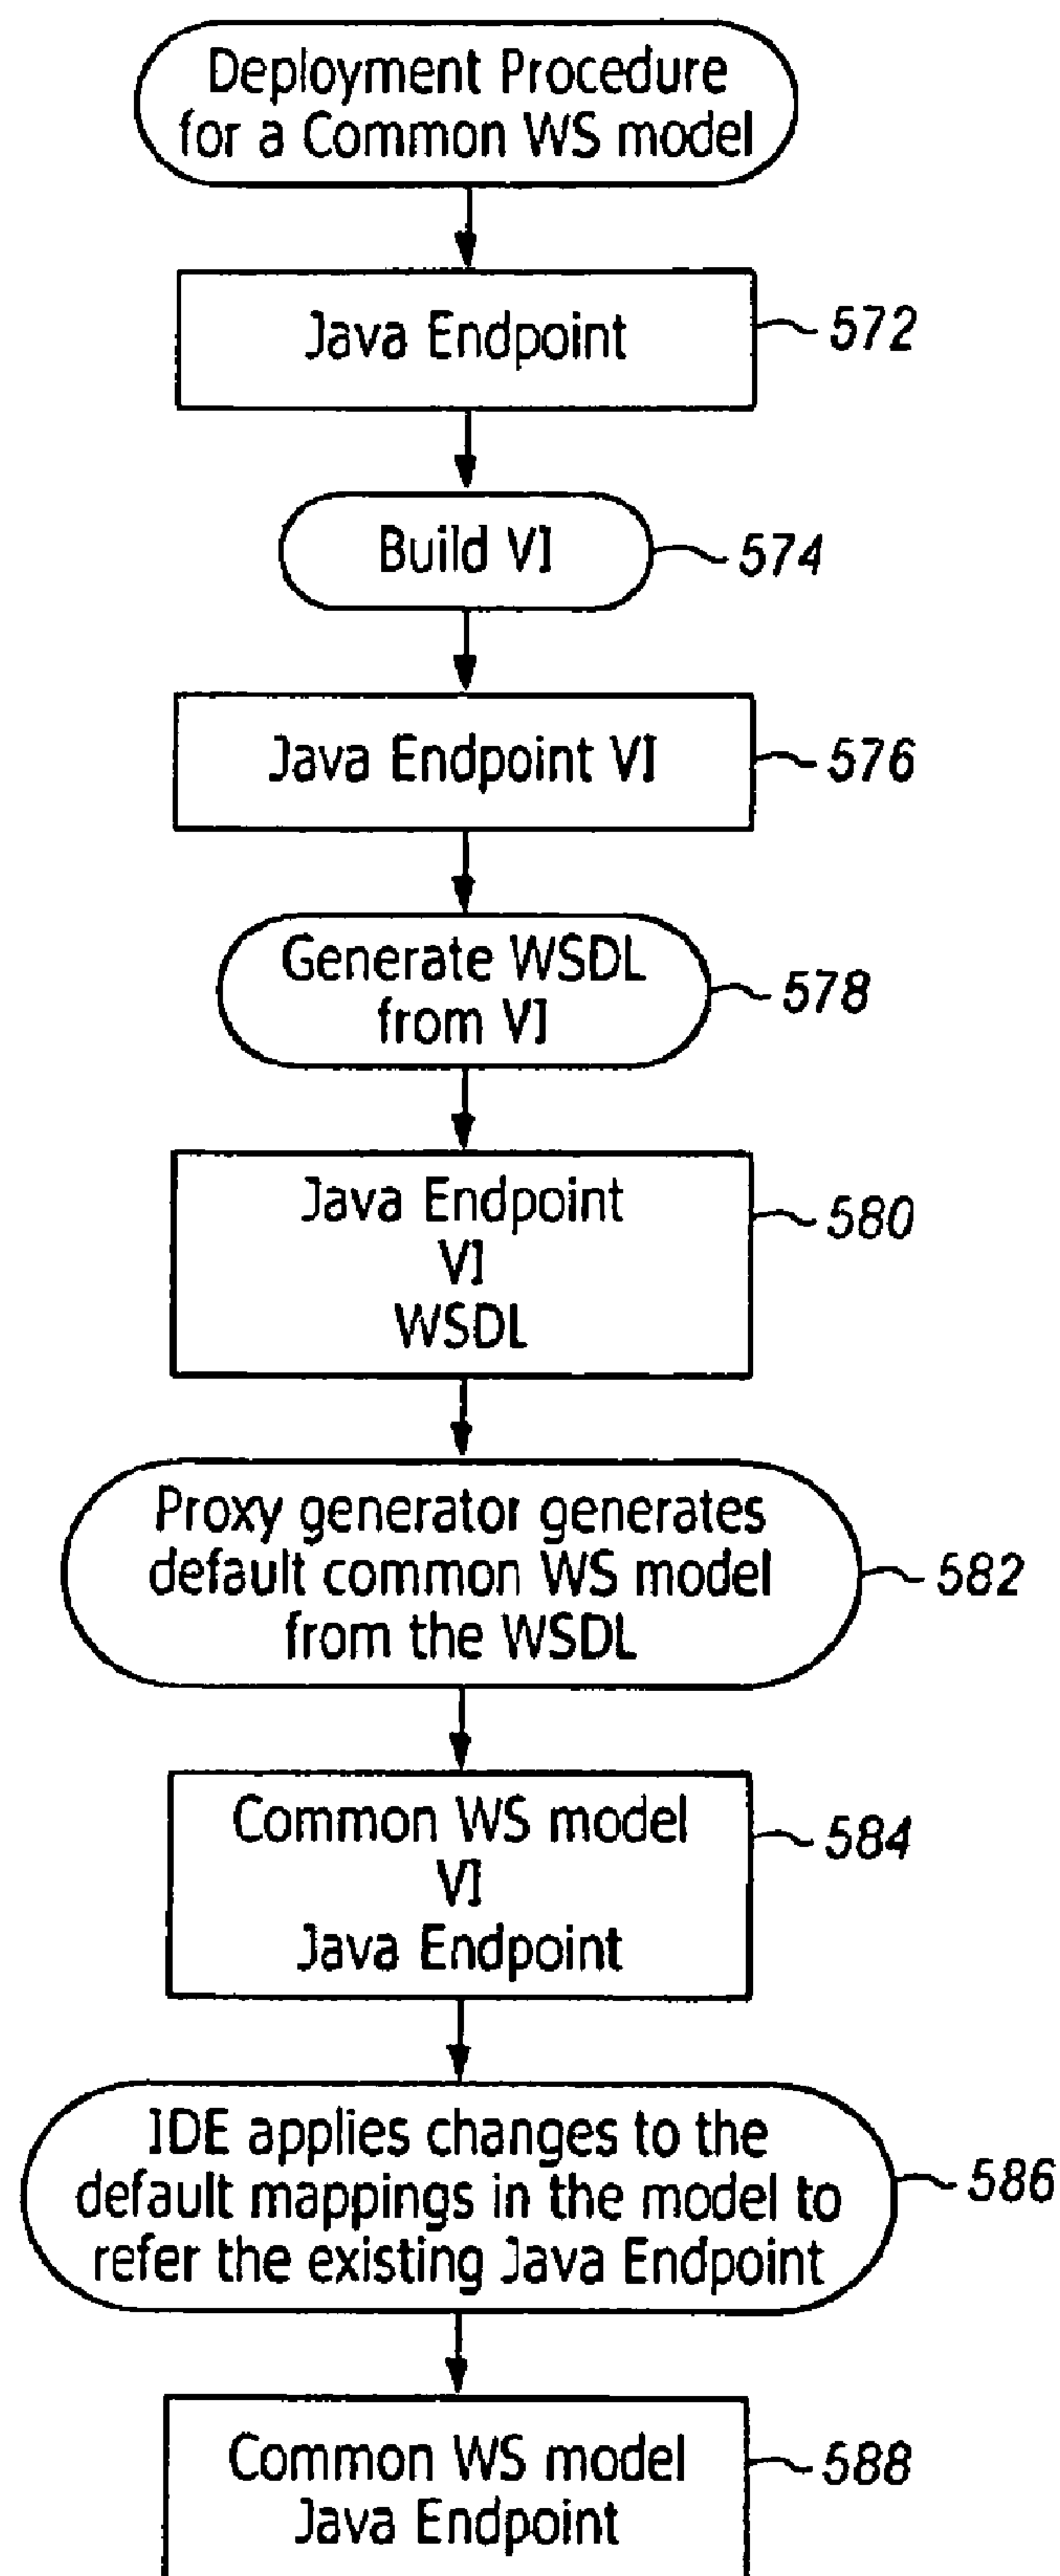 Deployment Procedure
for a Common WS model
Java Endpoint
572
Build VI
574
Java Endpoint VI
576
Generate WSDL
from VI
578
Java Endpoint
VI
WSDL
580
Proxy generator generates
default common WS model
from the WSDL
582
Common WS model
VI
Java Endpoint
584
IDE applies changes to the
default mappings in the model to
refer the existing Java Endpoint
586
Common WS model
Java Endpoint
588